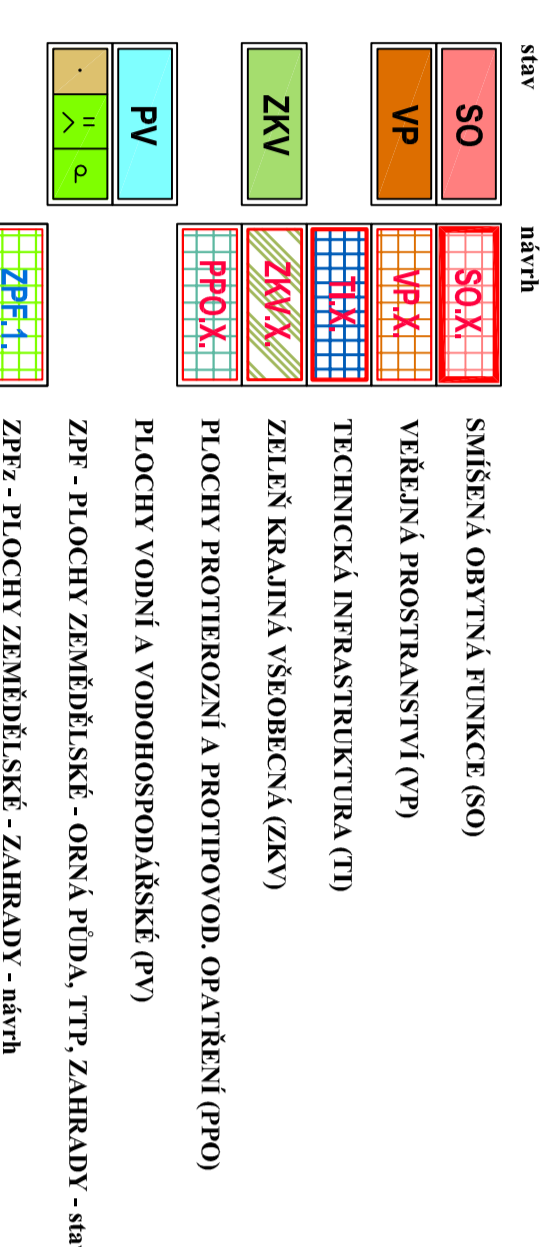 stav návrh
SO SO.X. SMÍŠENÁ OBYTNÁ FUNKCE (SO)
VP VP.X. VEŘEJNÁ PROSTRANSTVÍ (VP)
TI.X. TECHNICKÁ INFRASTRUKTURA (TI)
ZKV ZKV.X. ZELEŇ KRAJINÁ VŠEOBECNÁ (ZKV)
PPO.X. PLOCHY PROTIEROZNÍ A PROTIPOVOD. OPATŘENÍ (PPO)
PV PLOCHY VODNÍ A VODOHOSPODÁŘSKÉ (PV)
ZPF - PLOCHY ZEMĚDĚLSKÉ - ORNÁ PŮDA, TTP, ZAHRADY - stav
ZPF.1. ZPFz - PLOCHY ZEMĚDĚLSKÉ - ZAHRADY - návrh